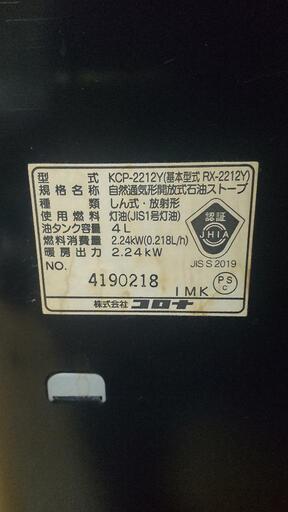 型式 KCP-2212Y(基本型式 RX-2212Y)
規格名称 自然通気形開放式石油ストーブ
種類 しん式・放射形
使用燃料 灯油(JIS1号灯油)
油タンク容量 4L
燃料消費量 2.24kW(0.218L/h)
暖房出力 2.24kW
認証
JHIA
JIS S 2019
NO. 4190218
1MK
PS
C
株式会社コロナ